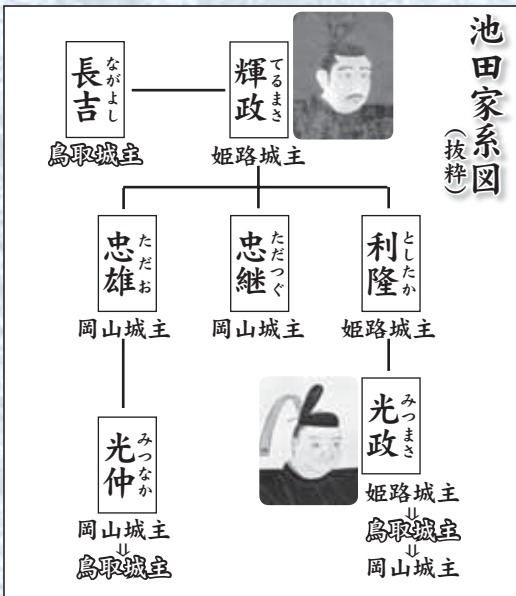 池田家系図
(抜粋)
てるまさ
輝政
姫路城主
ながよし
長吉
鳥取城主
としたか
利隆
姫路城主
ただつぐ
忠継
岡山城主
ただお
忠雄
岡山城主
みつまさ
光政
姫路城主
⇓
鳥取城主
⇓
岡山城主
みつなか
光仲
岡山城主
⇓
鳥取城主